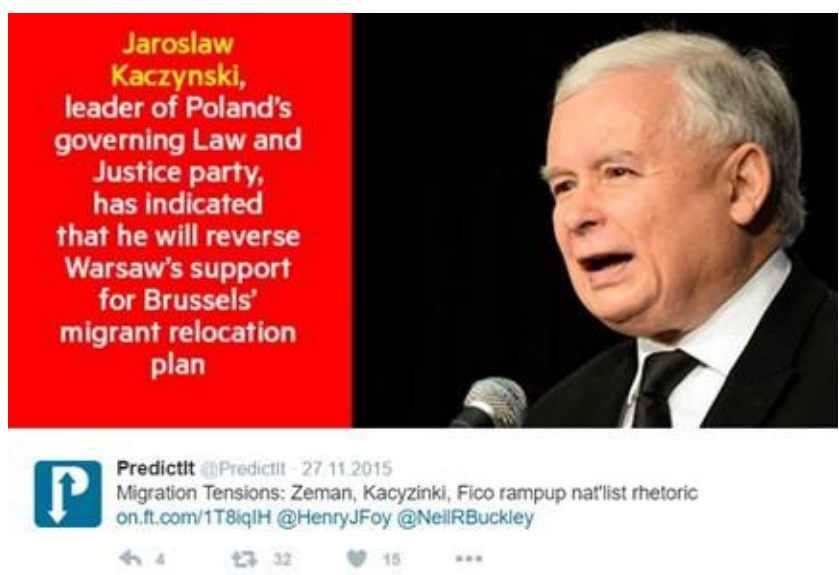 Jaroslaw
Kaczynski,
leader of Poland's
governing Law and
Justice party,
has indicated
that he will reverse
Warsaw's support
for Brussels'
migrant relocation
plan
PredictIt @PredictIt · 27.11.2015
Migration Tensions: Zeman, Kacyzinki, Fico rampup nat'list rhetoric
on.ft.com/1T8iqIH @HenryJFoy @NeilRBuckley
4 32 15